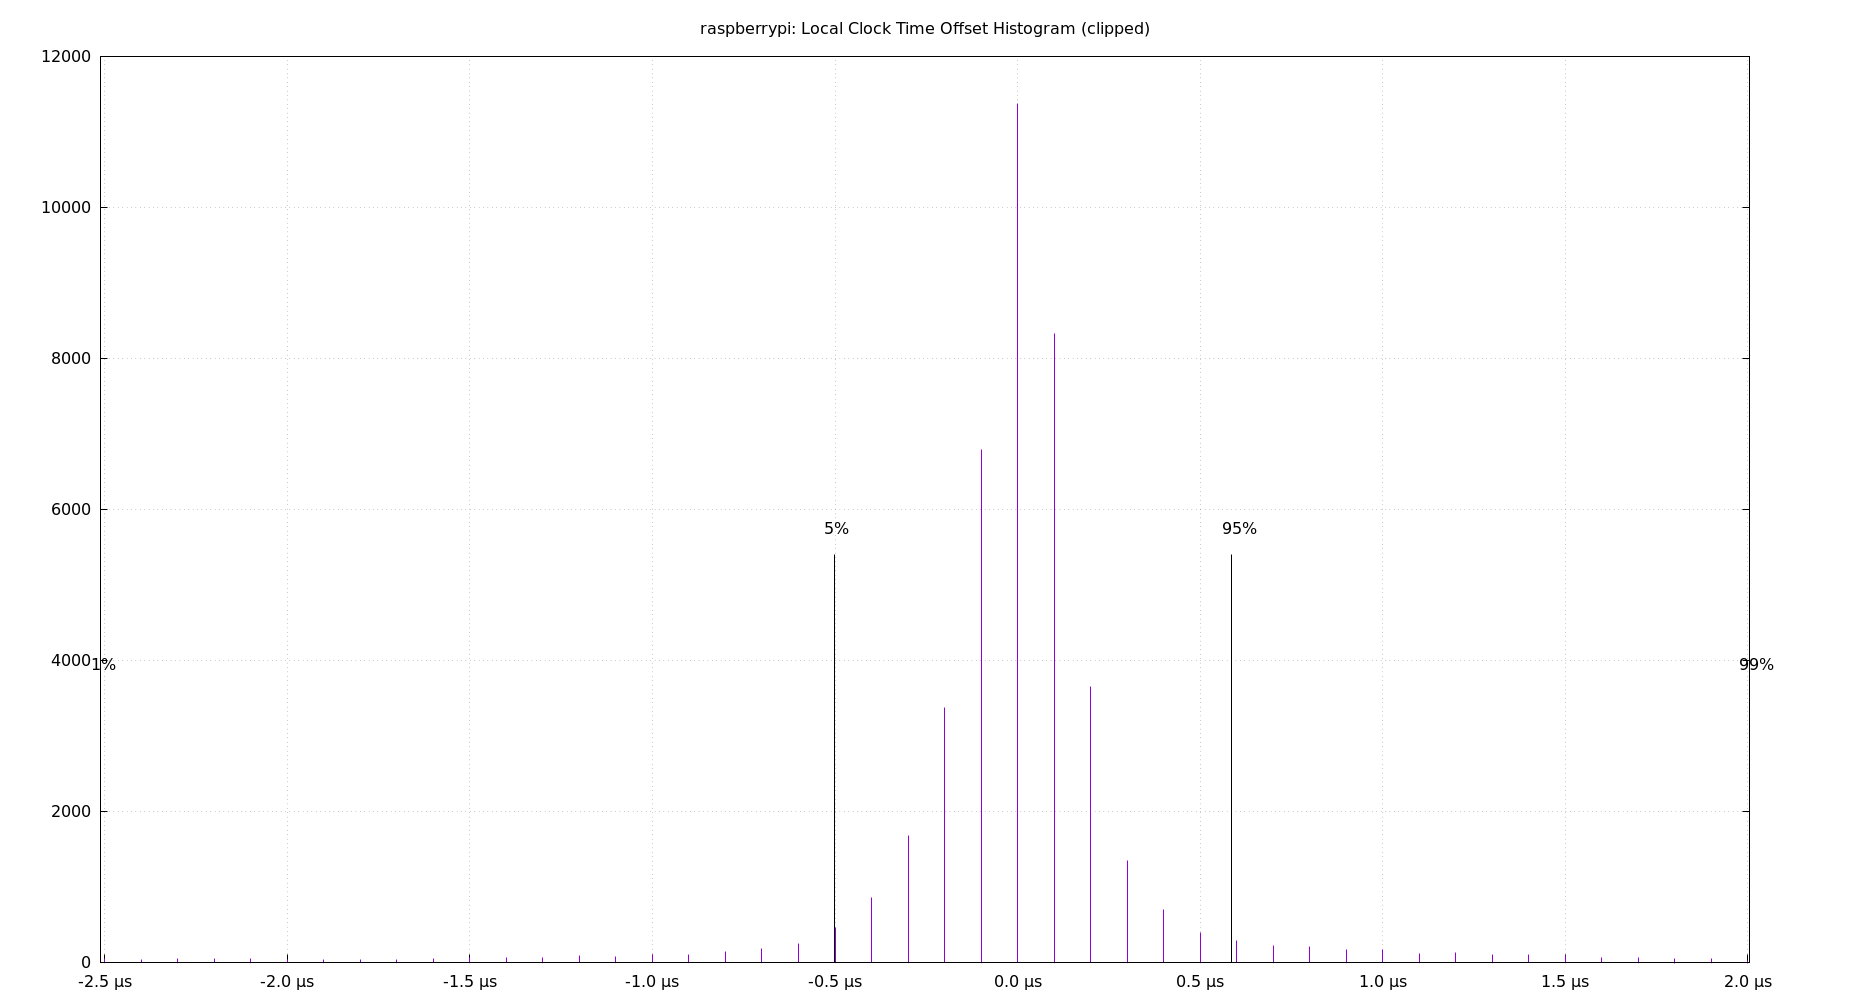 raspberrypi: Local Clock Time Offset Histogram (clipped)
12000
10000
8000
6000
5%
95%
4000
1%
99%
2000
0
-2.5 µs
-2.0 µs
-1.5 µs
-1.0 µs
-0.5 µs
0.0 µs
0.5 µs
1.0 µs
1.5 µs
2.0 µs